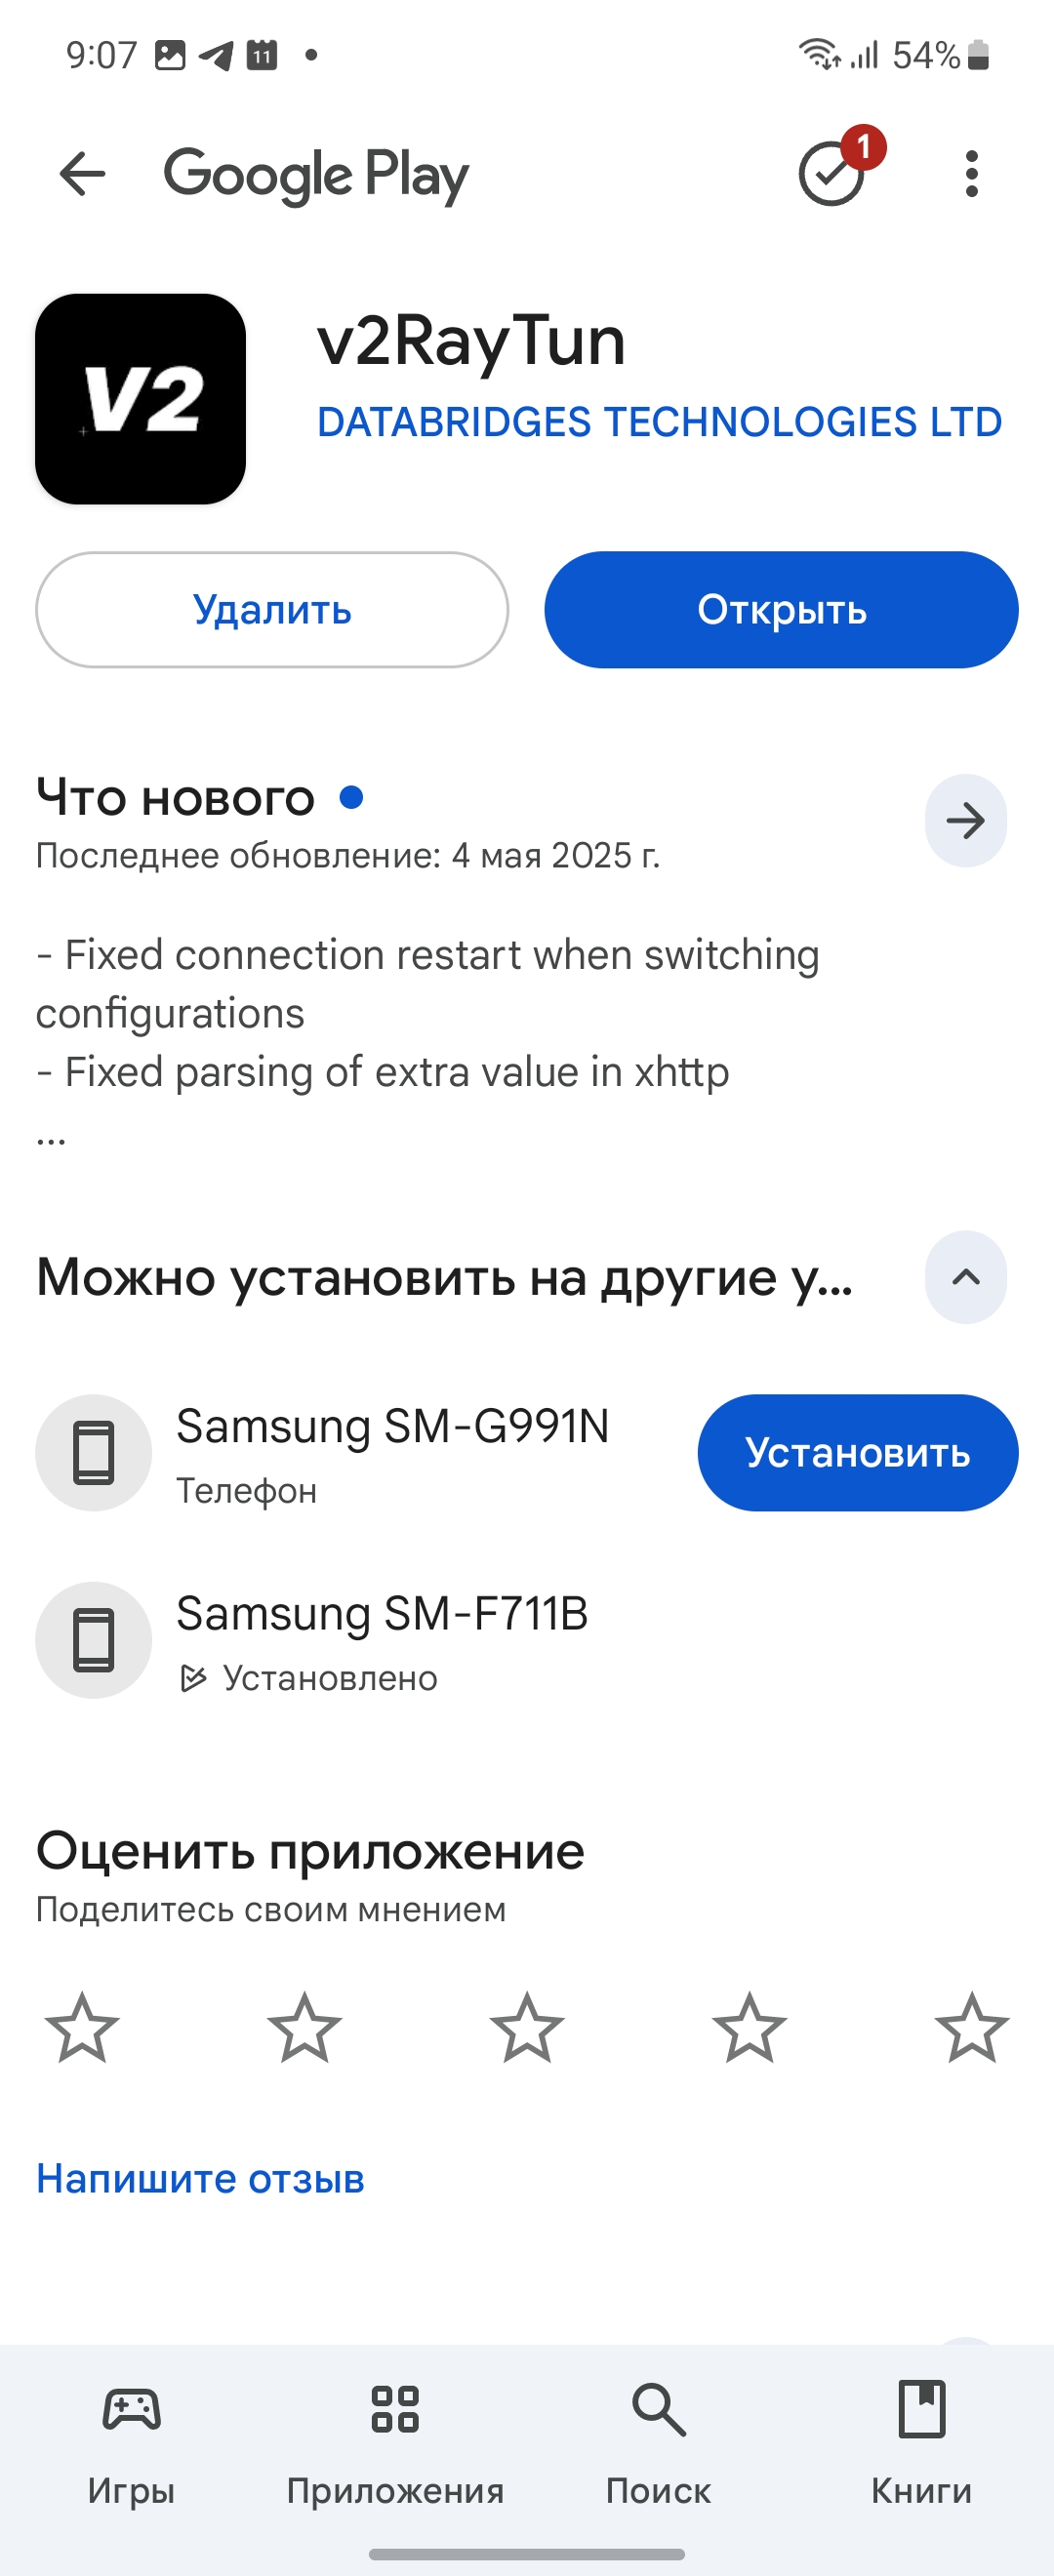 9:07
11
54%
Google Play
1
V2
v2RayTun
DATABRIDGES TECHNOLOGIES LTD
Удалить
Открыть
Что нового
Последнее обновление: 4 мая 2025 г.
- Fixed connection restart when switching
configurations
- Fixed parsing of extra value in xhttp
...
Можно установить на другие у...
Samsung SM-G991N
Телефон
Установить
Samsung SM-F711B
Установлено
Оценить приложение
Поделитесь своим мнением
Напишите отзыв
Игры
Приложения
Поиск
Книги